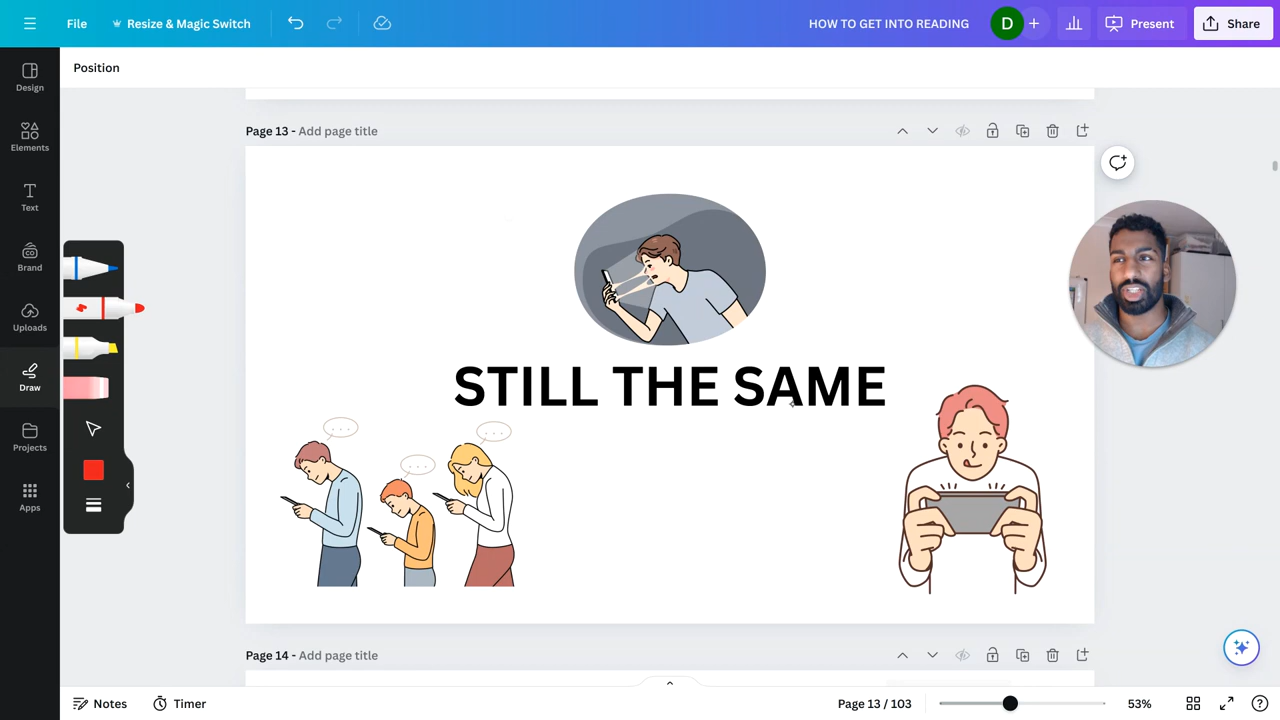 File
Resize & Magic Switch
HOW TO GET INTO READING
D
Present
Share
Position
Design
Elements
Text
Brand
Uploads
Draw
Projects
Apps
Page 13 - Add page title
STILL THE SAME
Page 14 - Add page title
Notes
Timer
Page 13 / 103
53%